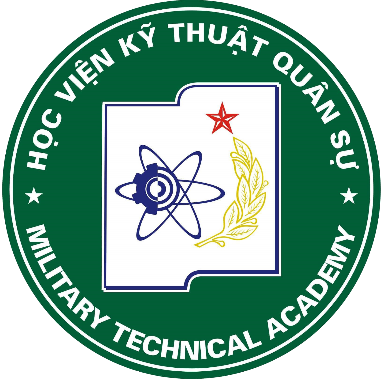 HỌC VIỆN KỸ THUẬT QUÂN SỰ
MILITARY TECHNICAL ACADEMY